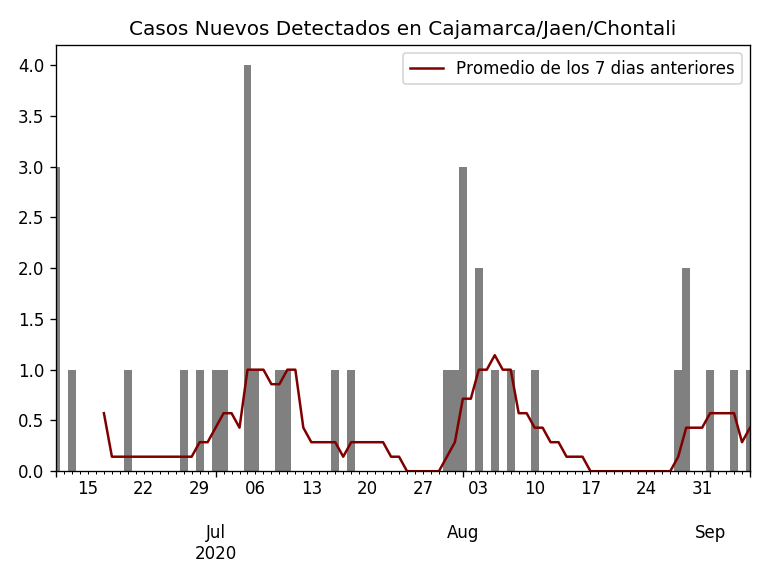 Casos Nuevos Detectados en Cajamarca/Jaen/Chontali
Promedio de los 7 dias anteriores
4.0
3.5
3.0
2.5
2.0
1.5
1.0
0.5
0.0
15 22 29 06 13 20 27 03 10 17 24 31
Jul Aug Sep
2020